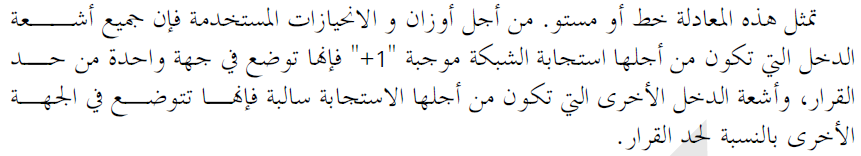 تمثل هذه المعادلة خط أو مستو. من أجل أوزان و الانحيازات المستخدمة فإن جميع أشعة
الدخل التي تكون من أجلها استجابة الشبكة موجبة "1+" فإنها توضع في جهة واحدة من حد
القرار، وأشعة الدخل الأخرى التي تكون من أجلها الاستجابة سالبة فإنها تتوضع في الجهة
الأخرى بالنسبة لحد القرار.